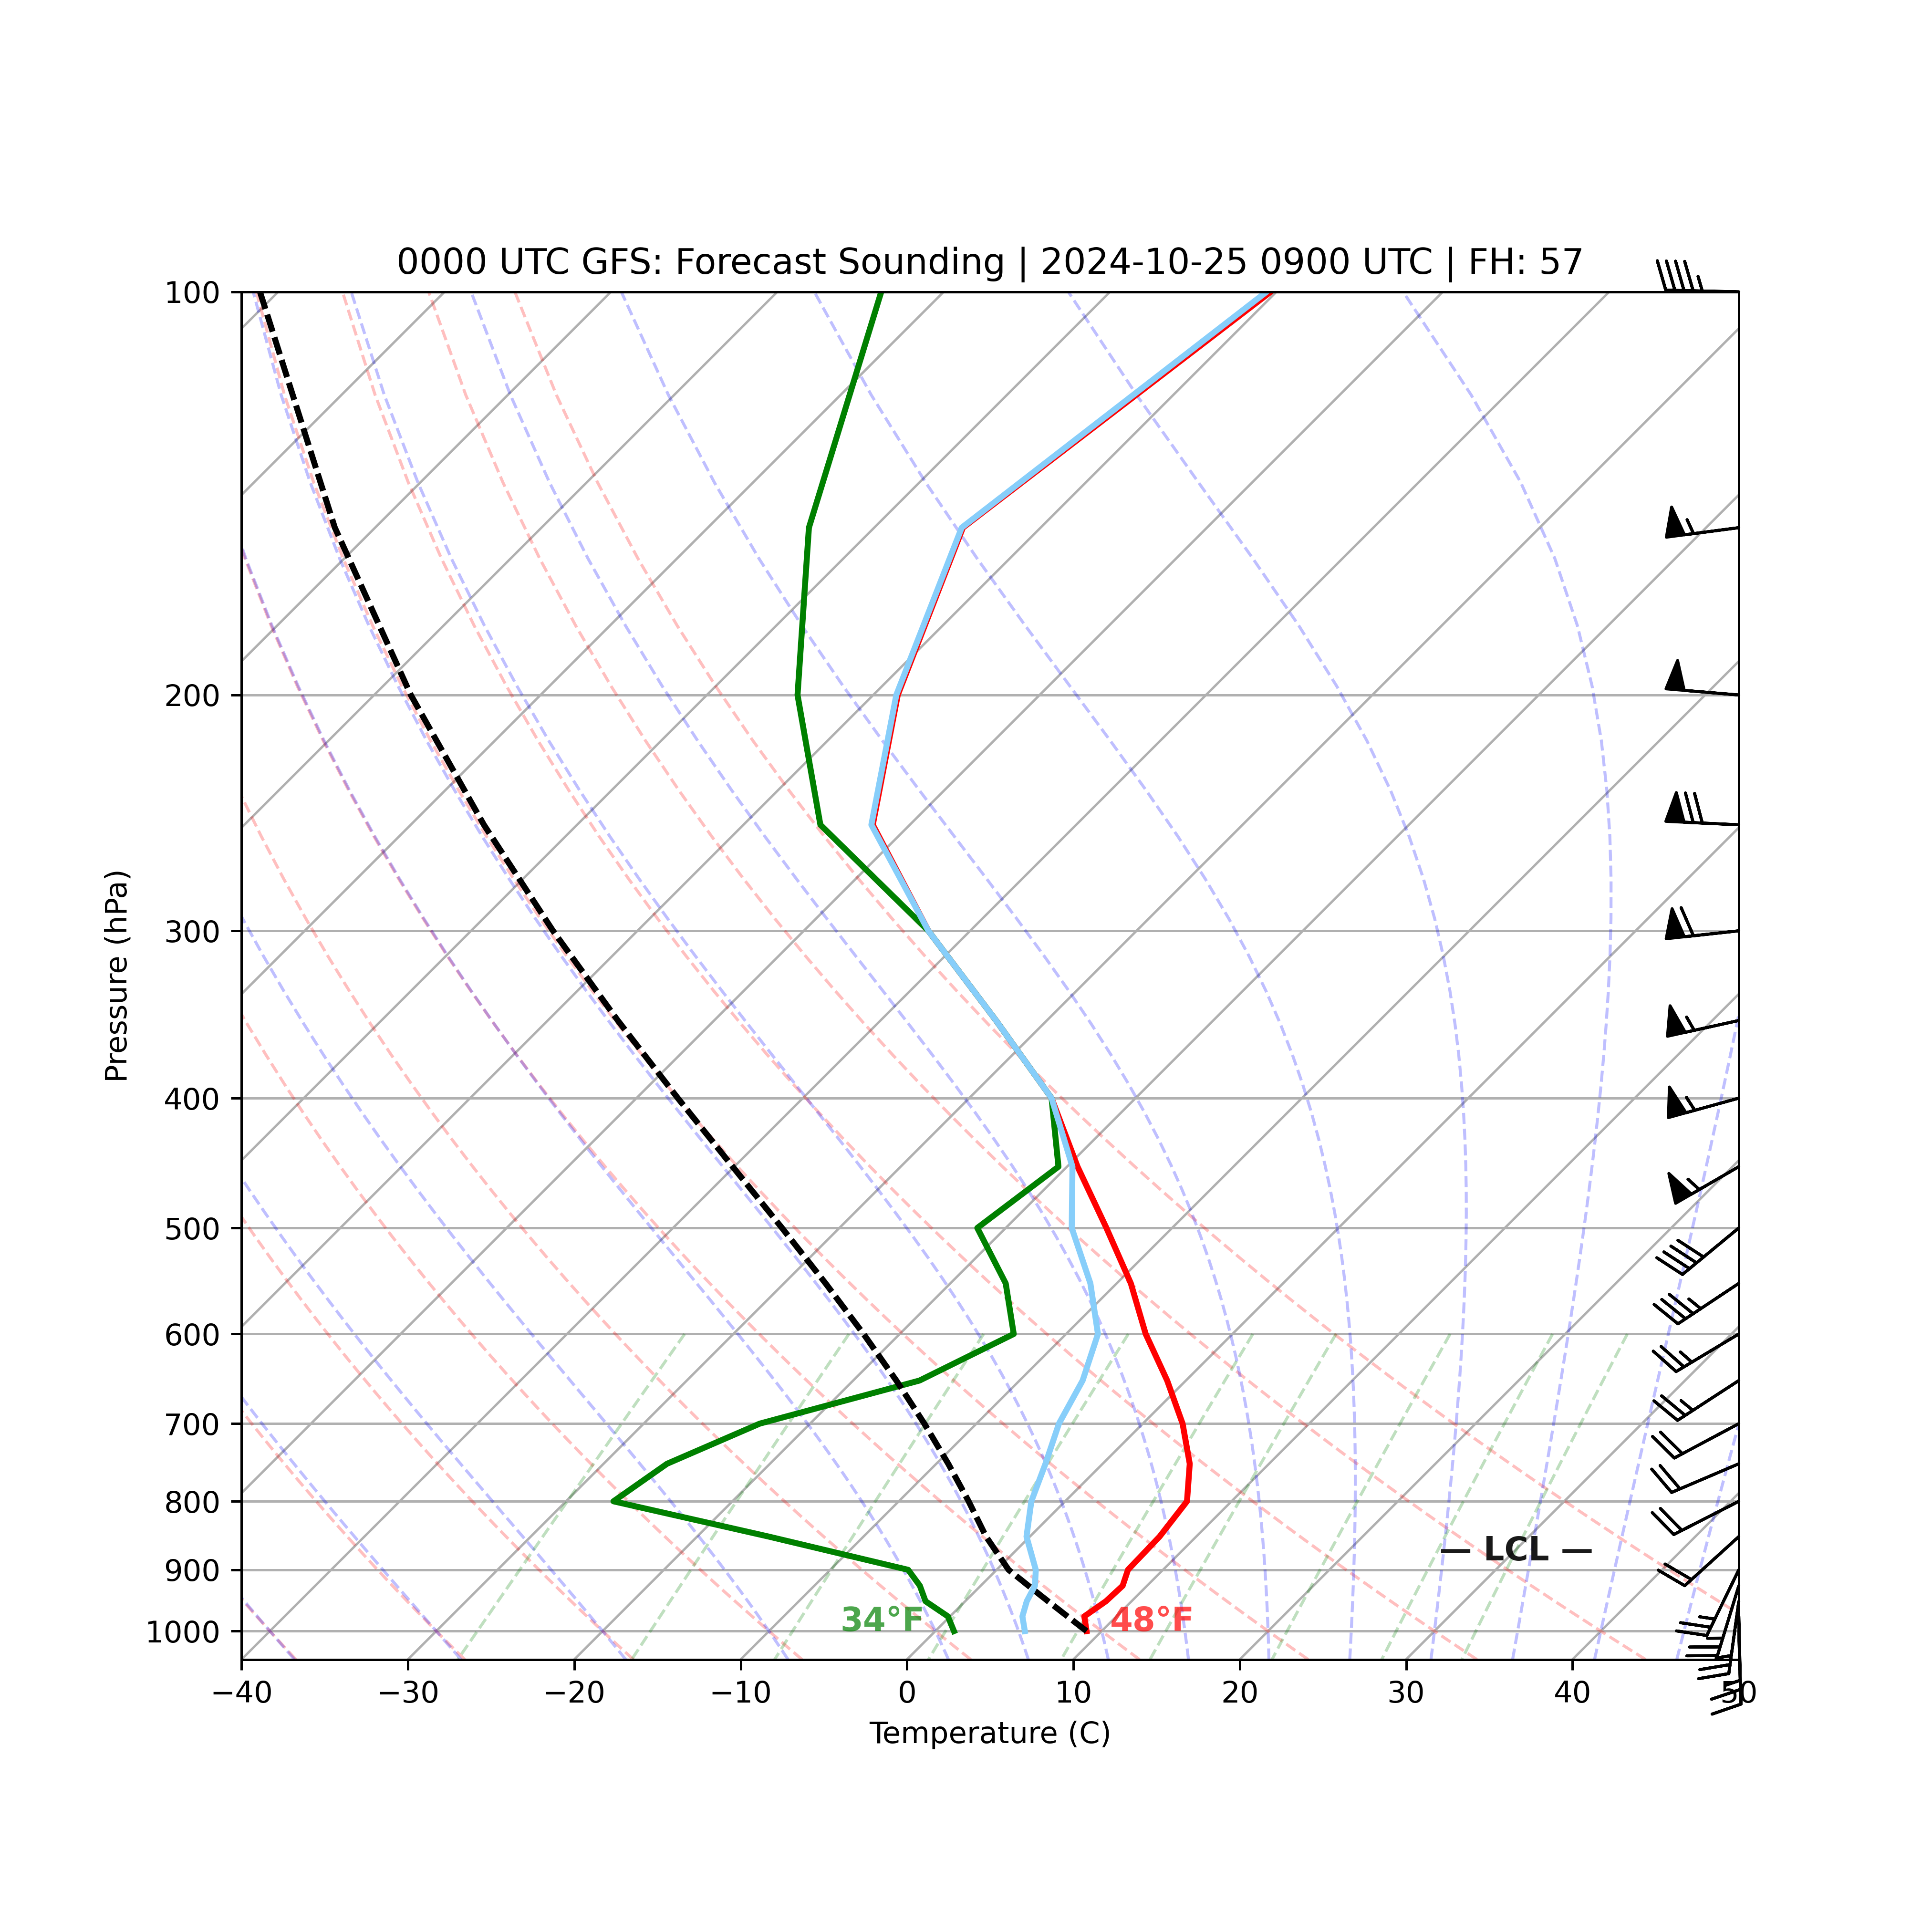 0000 UTC GFS: Forecast Sounding | 2024-10-25 0900 UTC | FH: 57
100
200
300
400
500
600
700
800
900
1000
Pressure (hPa)
— LCL —
34°F
48°F
−40 −30 −20 −10 0 10 20 30 40 50
Temperature (C)